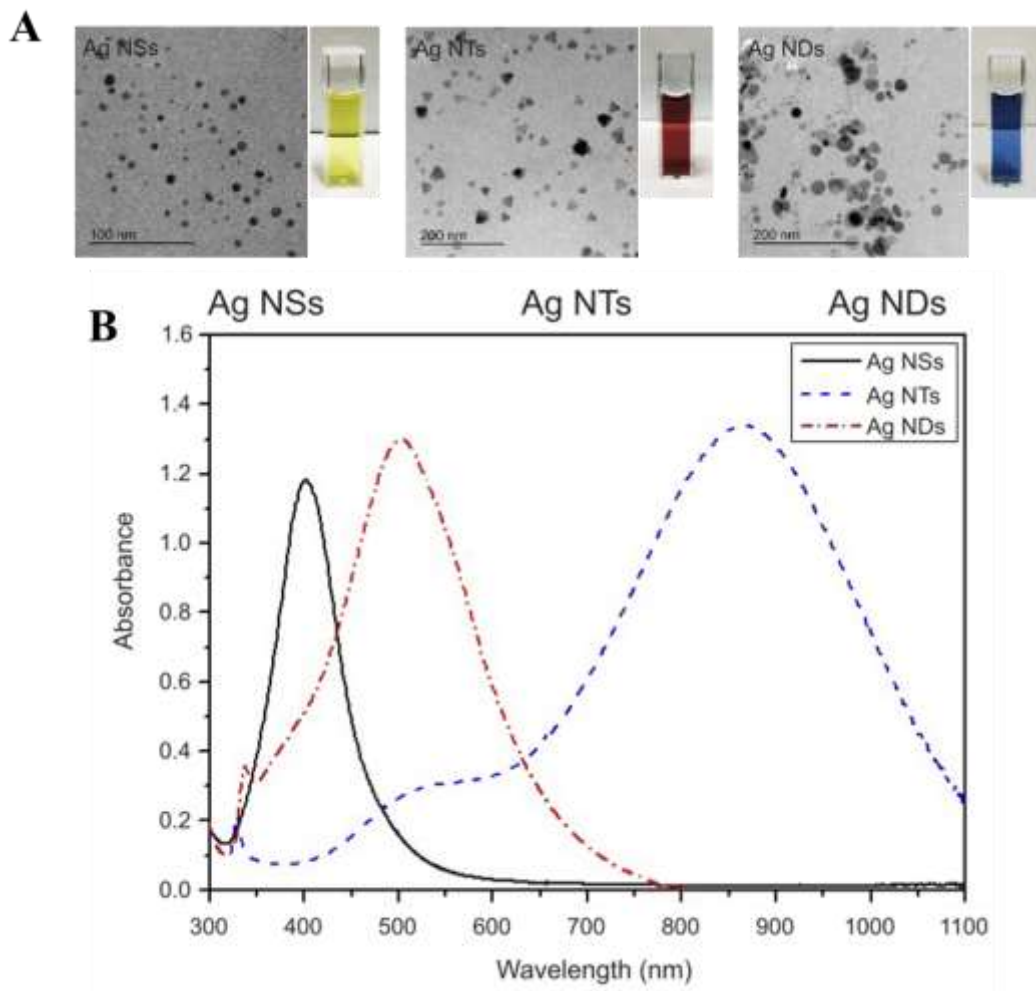 A
Ag NSs
100 nm
Ag NTs
200 nm
Ag NDs
200 nm
B
Ag NSs Ag NTs Ag NDs
Ag NSs
Ag NTs
Ag NDs
1.6
1.4
1.2
1.0
0.8
0.6
0.4
0.2
0.0
Absorbance
300 400 500 600 700 800 900 1000 1100
Wavelength (nm)